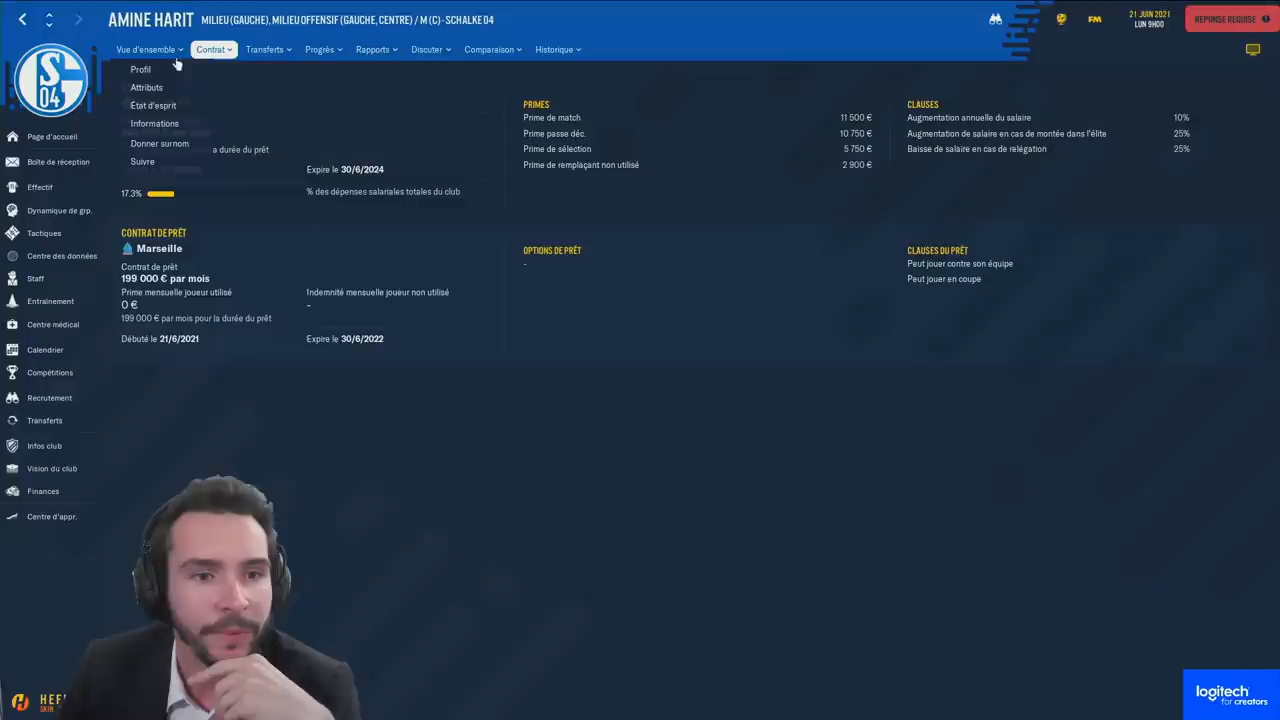 AMINE HARIT MILIEU (GAUCHE), MILIEU OFFENSIF (GAUCHE, CENTRE) / M (C) - SCHALKE 04
FM
21 JUIN 2021
LUN 9H00
REPONSE REQUISE
Vue d'ensemble Contrat Transferts Progrès Rapports Discuter Comparaison Historique
S
04
Profil
Attributs
État d'esprit
Informations
Donner surnom
Suivre
la durée du prêt
Expire le 30/6/2024
17.3%
% des dépenses salariales totales du club
PRIMES
Prime de match 11 500 €
Prime passe déc. 10 750 €
Prime de sélection 5 750 €
Prime de remplaçant non utilisé 2 900 €
CLAUSES
Augmentation annuelle du salaire 10%
Augmentation de salaire en cas de montée dans l'élite 25%
Baisse de salaire en cas de relégation 25%
CONTRAT DE PRÊT
Marseille
Contrat de prêt
199 000 € par mois
Prime mensuelle joueur utilisé
0 €
199 000 € par mois pour la durée du prêt
Indemnité mensuelle joueur non utilisé
-
Débuté le 21/6/2021
Expire le 30/6/2022
OPTIONS DE PRÊT
-
CLAUSES DU PRÊT
Peut jouer contre son équipe
Peut jouer en coupe
Page d'accueil
Boîte de réception
Effectif
Dynamique de grp.
Tactiques
Centre des données
Staff
Entraînement
Centre médical
Calendrier
Compétitions
Recrutement
Transferts
Infos club
Vision du club
Finances
Centre d'appr.
SKIN
logitech
for creators